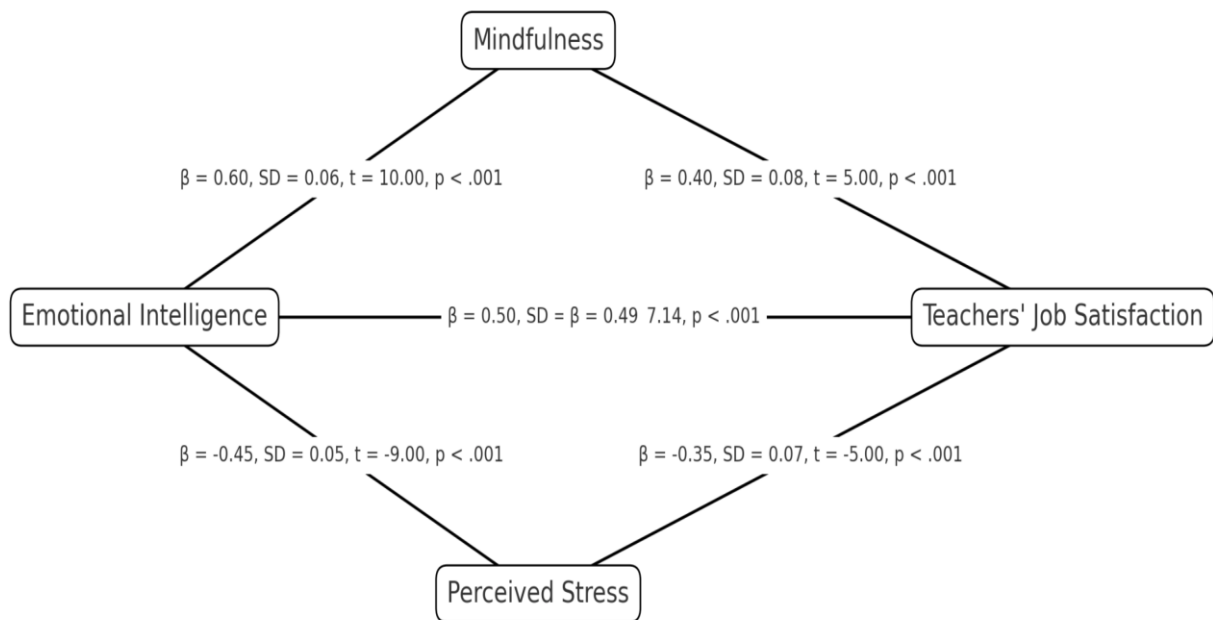 Mindfulness
β = 0.60, SD = 0.06, t = 10.00, p < .001
β = 0.40, SD = 0.08, t = 5.00, p < .001
Emotional Intelligence
β = 0.50, SD = β = 0.49 7.14, p < .001
Teachers' Job Satisfaction
β = -0.45, SD = 0.05, t = -9.00, p < .001
β = -0.35, SD = 0.07, t = -5.00, p < .001
Perceived Stress